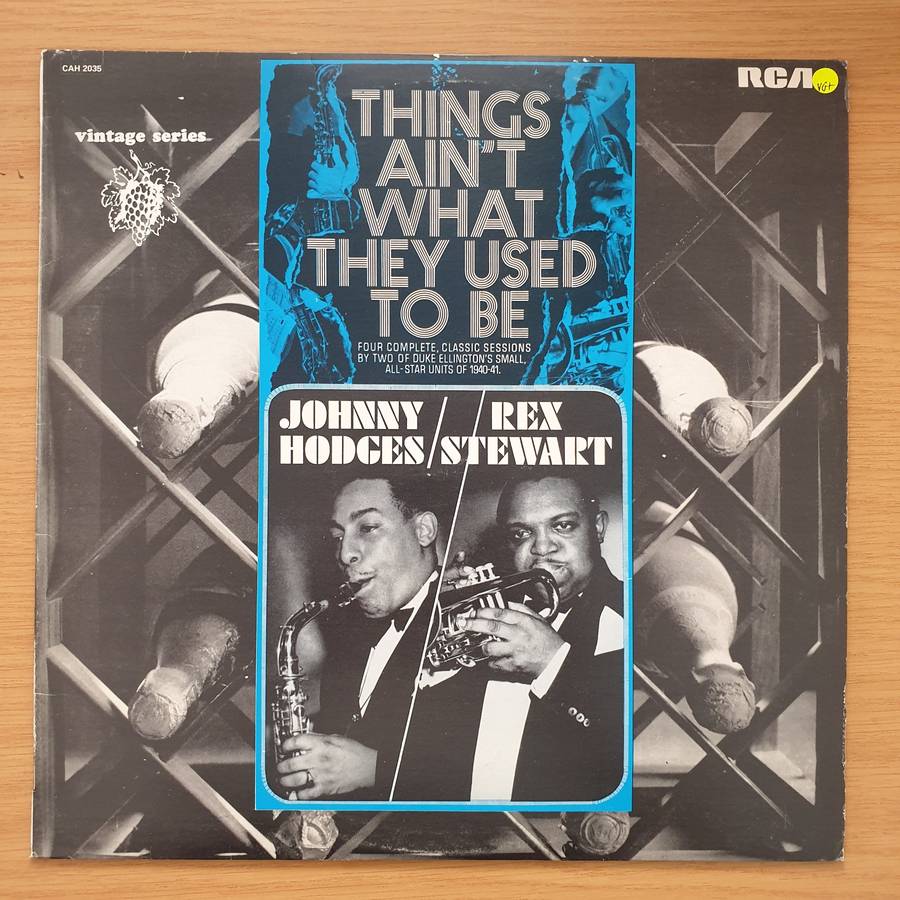 CAH 2035
RCA
VG+
vintage series
THINGS
AIN'T
WHAT
THEY USED
TO BE
FOUR COMPLETE, CLASSIC SESSIONS
BY TWO OF DUKE ELLINGTON'S SMALL,
ALL-STAR UNITS OF 1940-41.
JOHNNY / REX
HODGES / STEWART